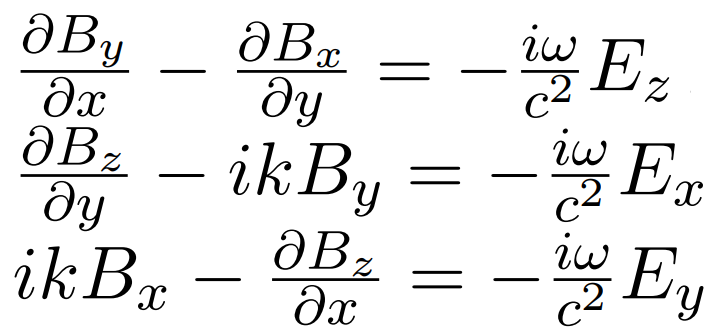 ∂B_y/∂x − ∂B_x/∂y = −(iω/c²)E_z
∂B_z/∂y − ikB_y = −(iω/c²)E_x
ikB_x − ∂B_z/∂x = −(iω/c²)E_y